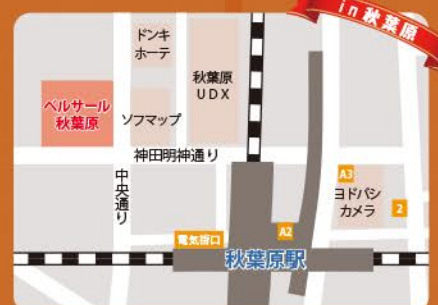 in 秋葉原
ドンキ
ホーテ
秋葉原
UDX
ベルサール
秋葉原
ソフマップ
神田明神通り
中央通り
A3
ヨドバシ
カメラ
2
電気街口
A2
秋葉原駅